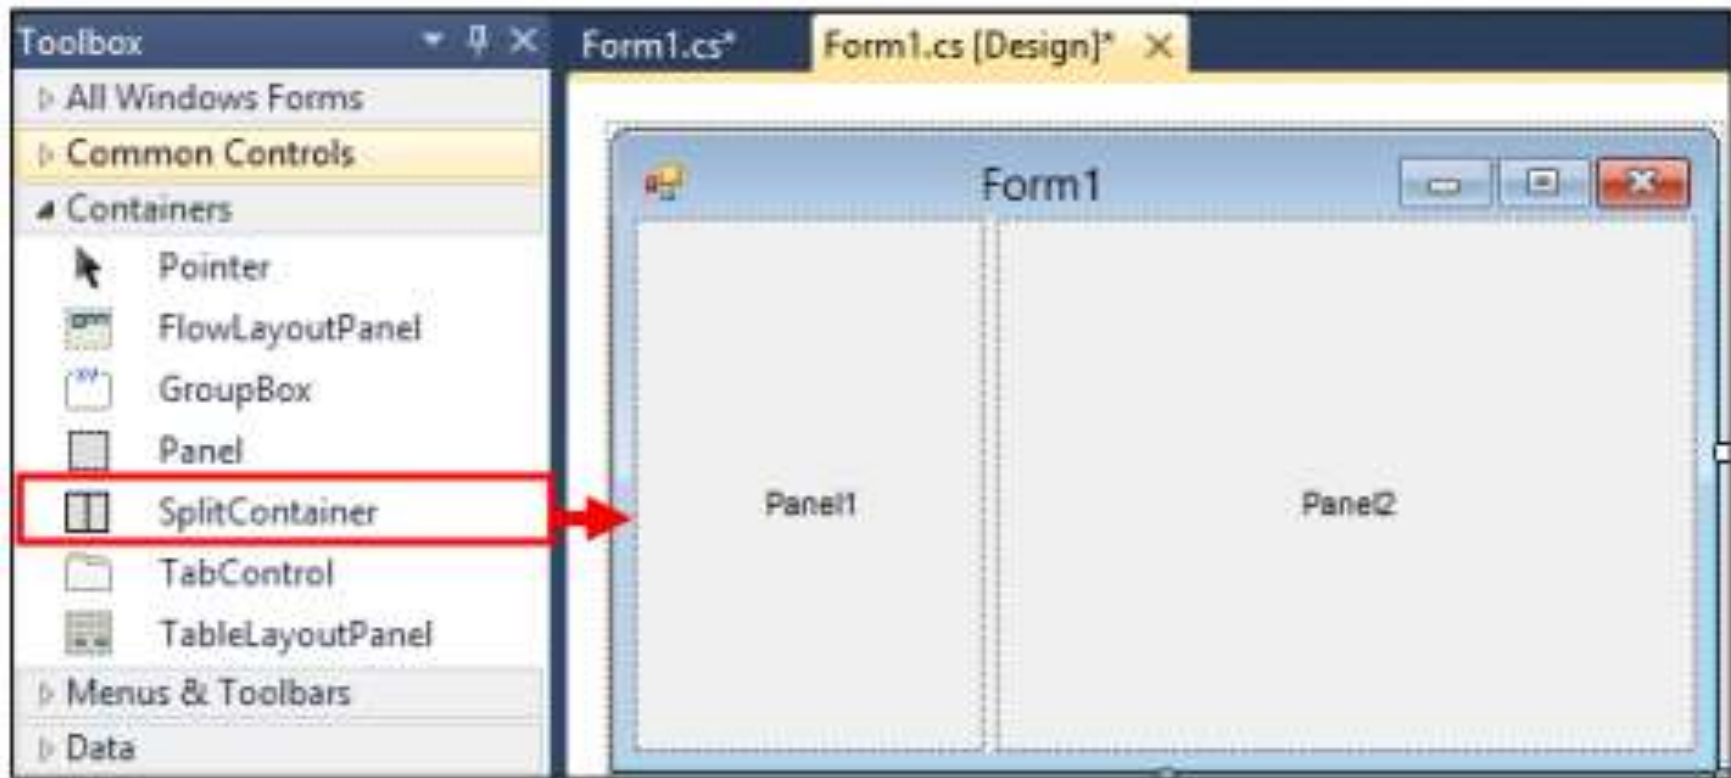 Toolbox
All Windows Forms
Common Controls
Containers
Pointer
FlowLayoutPanel
GroupBox
Panel
SplitContainer
TabControl
TableLayoutPanel
Menus & Toolbars
Data
Form1.cs*
Form1.cs [Design]*
Form1
Panel1
Panel2